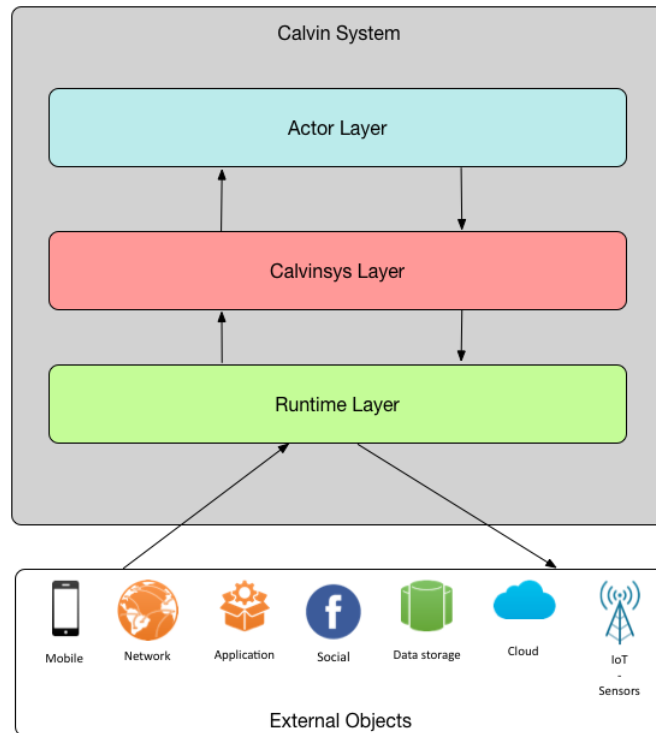 Calvin System
Actor Layer
Calvinsys Layer
Runtime Layer
Mobile
Network
Application
Social
Data storage
Cloud
IoT
-
Sensors
External Objects